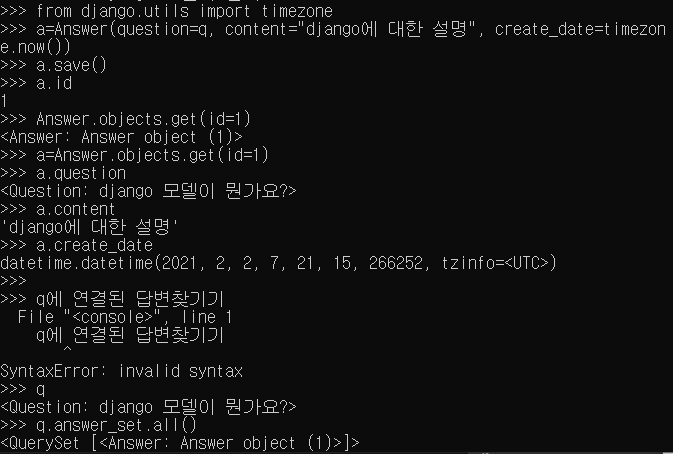 >>> from django.utils import timezone
>>> a=Answer(question=q, content="django에 대한 설명", create_date=timezon
e.now())
>>> a.save()
>>> a.id
1
>>> Answer.objects.get(id=1)
<Answer: Answer object (1)>
>>> a=Answer.objects.get(id=1)
>>> a.question
<Question: django 모델이 뭔가요?>
>>> a.content
'django에 대한 설명'
>>> a.create_date
datetime.datetime(2021, 2, 2, 7, 21, 15, 266252, tzinfo=<UTC>)
>>>
>>> q에 연결된 답변찾기기
  File "<console>", line 1
    q에 연결된 답변찾기기
       ^
SyntaxError: invalid syntax
>>> q
<Question: django 모델이 뭔가요?>
>>> q.answer_set.all()
<QuerySet [<Answer: Answer object (1)>]>